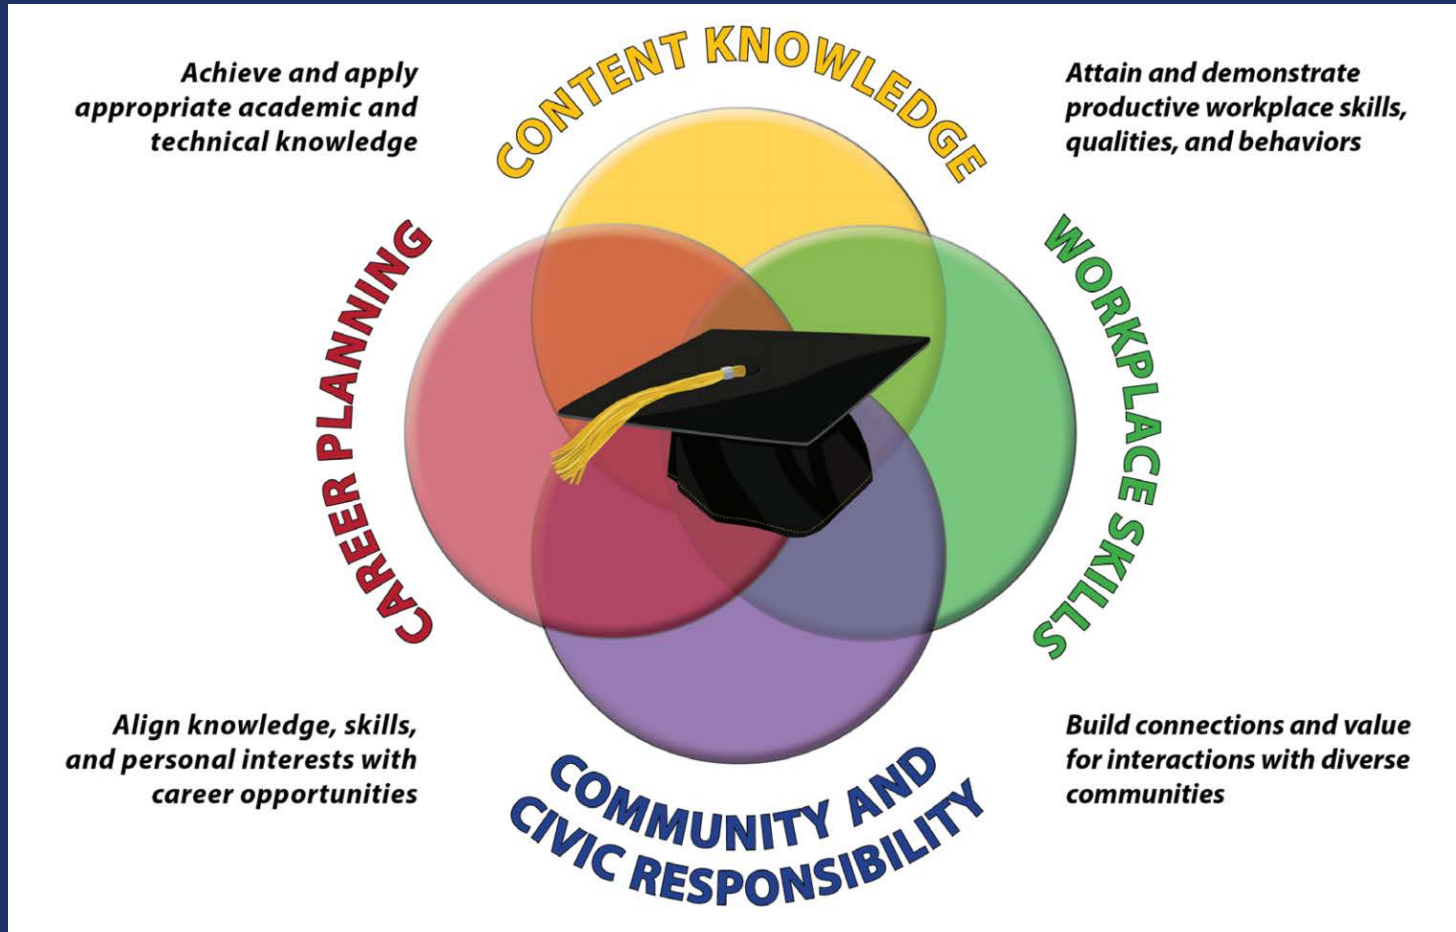 CONTENT KNOWLEDGE
Achieve and apply
appropriate academic and
technical knowledge
Attain and demonstrate
productive workplace skills,
qualities, and behaviors
CAREER PLANNING
WORKPLACE SKILLS
Align knowledge, skills,
and personal interests with
career opportunities
Build connections and value
for interactions with diverse
communities
COMMUNITY AND
CIVIC RESPONSIBILITY